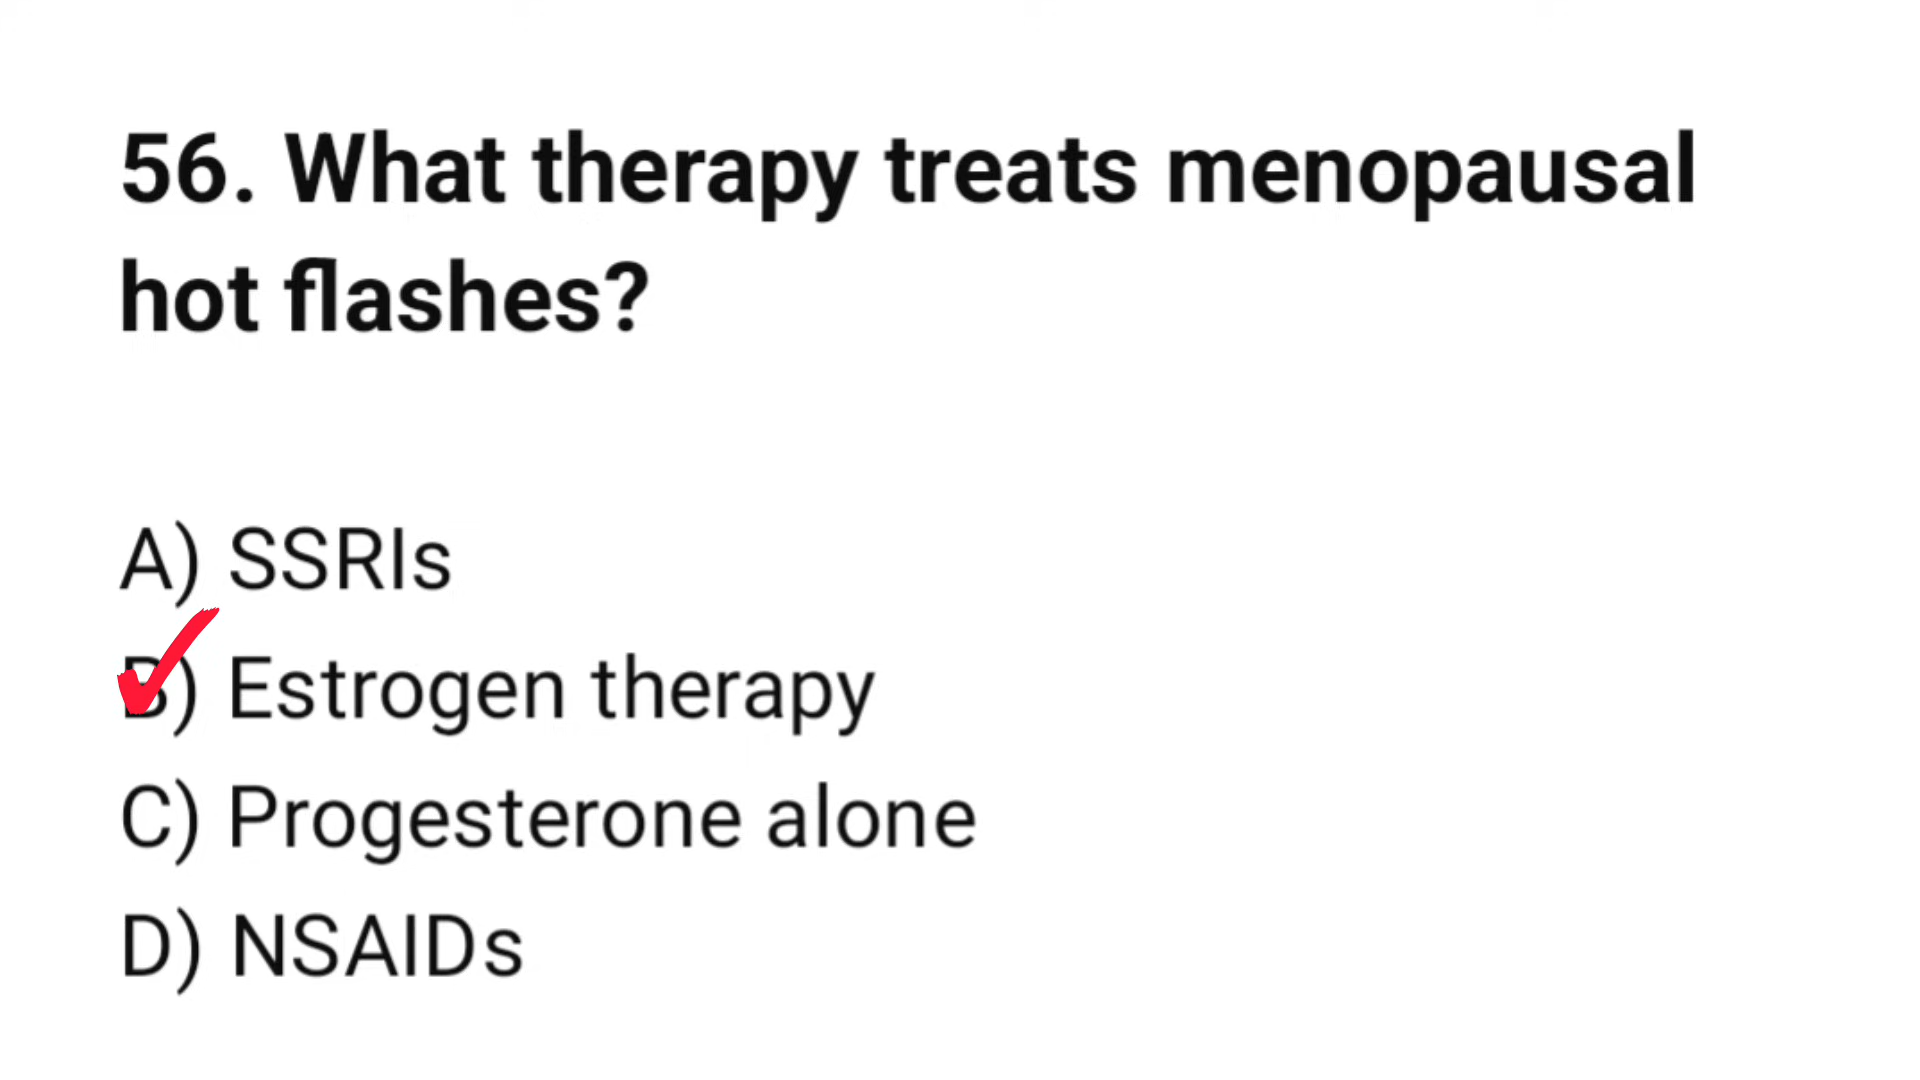 56. What therapy treats menopausal
hot flashes?
A) SSRIs
B) Estrogen therapy
C) Progesterone alone
D) NSAIDs